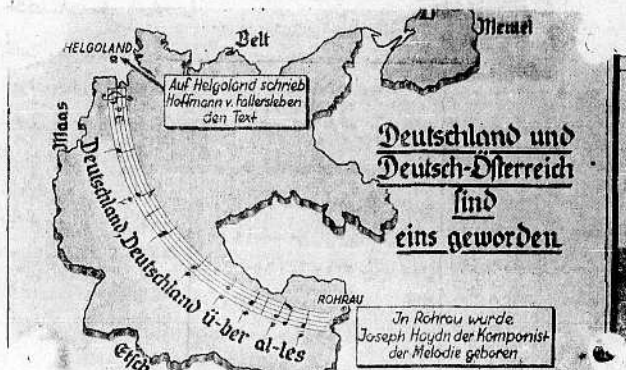 HELGOLAND
Belt
Memel
Auf Helgoland schrieb
Hoffmann v. Fallersleben
den Text
Maas
Deutschland und
Deutsch-Österreich
sind
eins geworden
Deutschland, Deutschland ü-ber al-les
ROHRAU
In Rohrau wurde
Joseph Haydn der Komponist
der Melodie geboren
Etsch